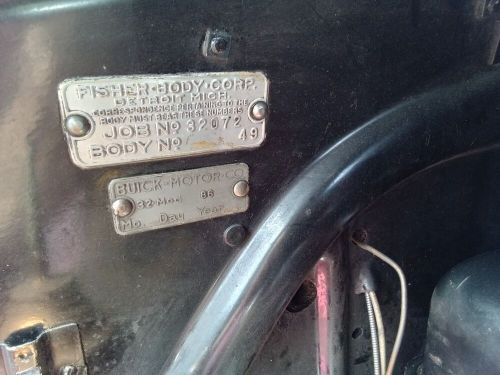 FISHER·BODY·CORP.
DETROIT MICH.
CORRESPONDENCE PERTAINING TO THE
BODY MUST BEAR THESE NUMBERS
JOB No 32072
BODY No 49
BUICK-MOTOR-CO
32-Mod 86
Mo. Day Year